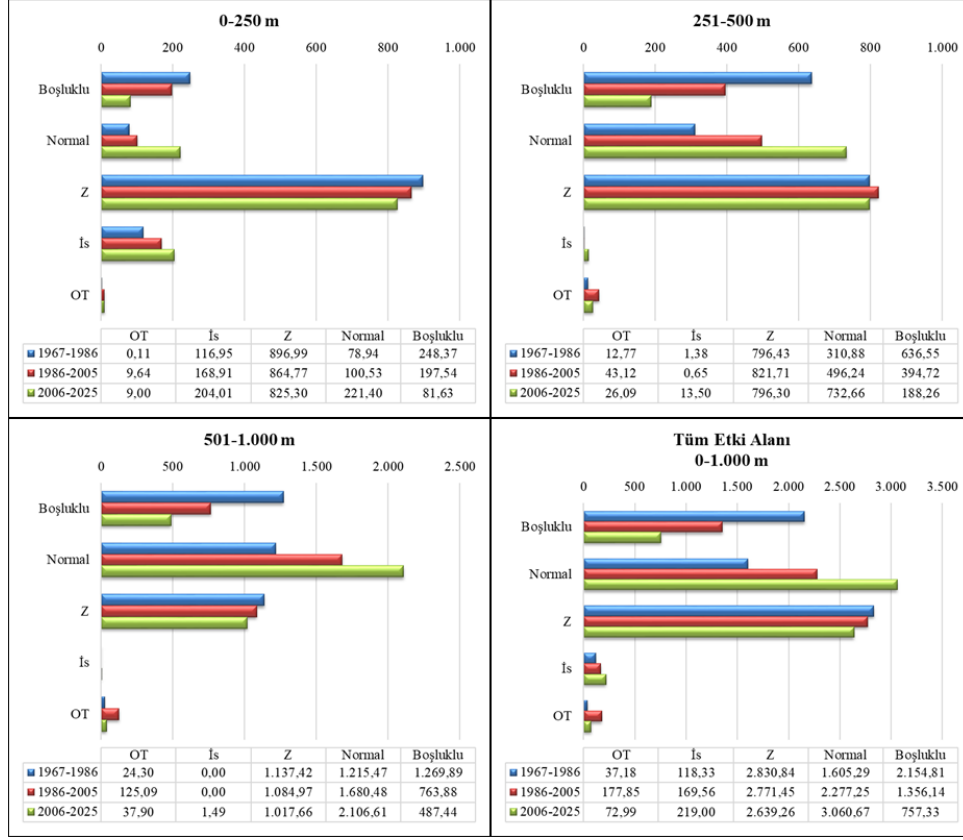 0-250 m
0 200 400 600 800 1.000
Boşluklu
Normal
Z
İs
OT
OT İs Z Normal Boşluklu
1967-1986 0,11 116,95 896,99 78,94 248,37
1986-2005 9,64 168,91 864,77 100,53 197,54
2006-2025 9,00 204,01 825,30 221,40 81,63
251-500 m
0 200 400 600 800 1.000
Boşluklu
Normal
Z
İs
OT
OT İs Z Normal Boşluklu
1967-1986 12,77 1,38 796,43 310,88 636,55
1986-2005 43,12 0,65 821,71 496,24 394,72
2006-2025 26,09 13,50 796,30 732,66 188,26
501-1.000 m
0 500 1.000 1.500 2.000 2.500
Boşluklu
Normal
Z
İs
OT
OT İs Z Normal Boşluklu
1967-1986 24,30 0,00 1.137,42 1.215,47 1.269,89
1986-2005 125,09 0,00 1.084,97 1.680,48 763,88
2006-2025 37,90 1,49 1.017,66 2.106,61 487,44
Tüm Etki Alanı
0-1.000 m
0 500 1.000 1.500 2.000 2.500 3.000 3.500
Boşluklu
Normal
Z
İs
OT
OT İs Z Normal Boşluklu
1967-1986 37,18 118,33 2.830,84 1.605,29 2.154,81
1986-2005 177,85 169,56 2.771,45 2.277,25 1.356,14
2006-2025 72,99 219,00 2.639,26 3.060,67 757,33